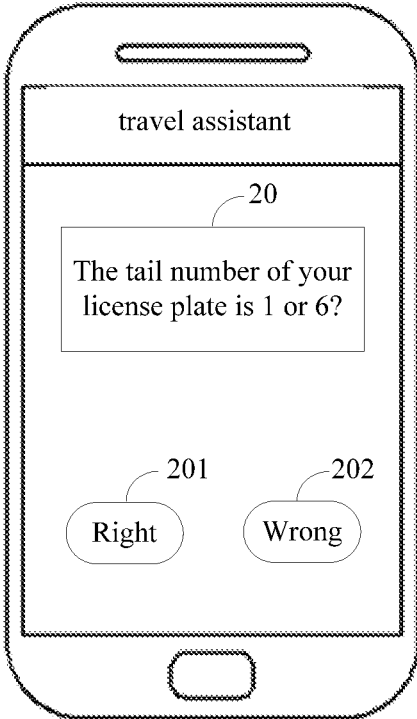 travel assistant
20
The tail number of your
license plate is 1 or 6?
201
202
Right
Wrong